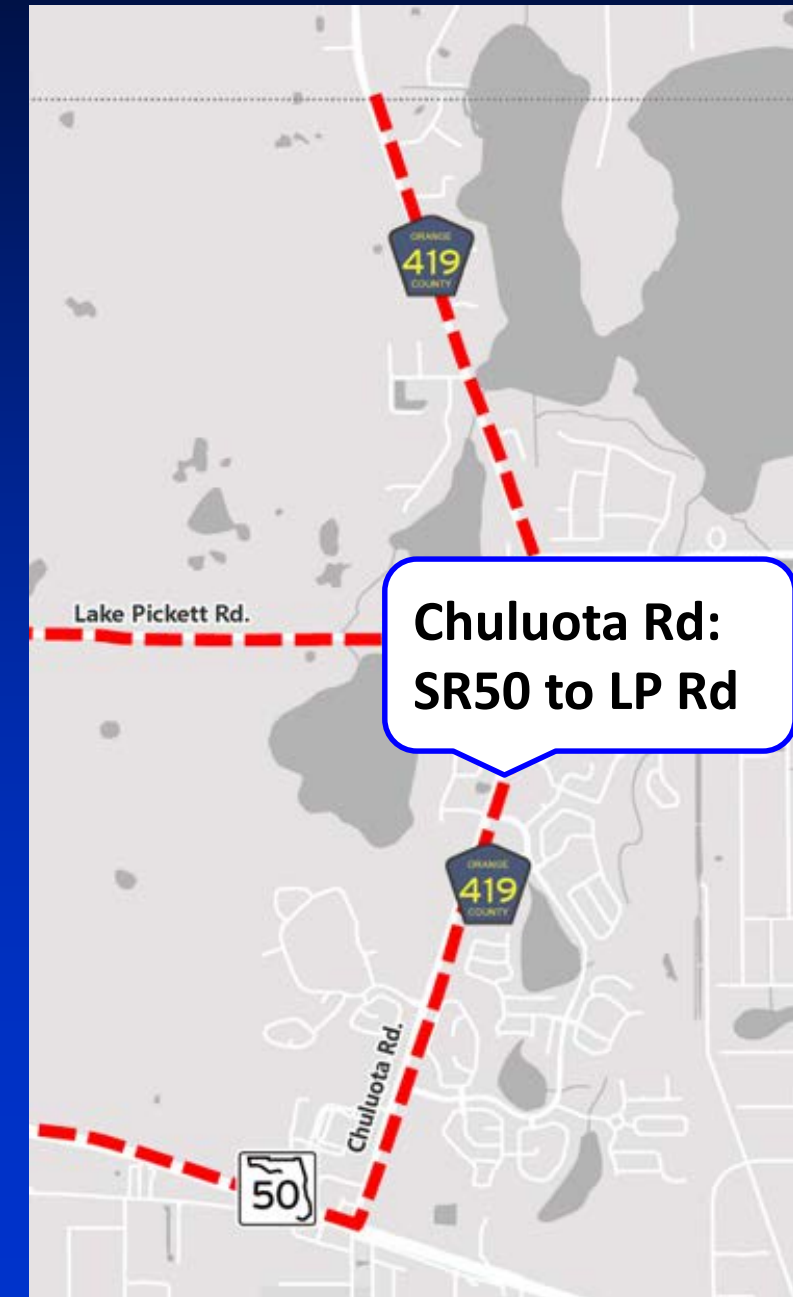 ORANGE
419
COUNTY
Lake Pickett Rd.
Chuluota Rd:
SR50 to LP Rd
ORANGE
419
COUNTY
Chuluota Rd.
50